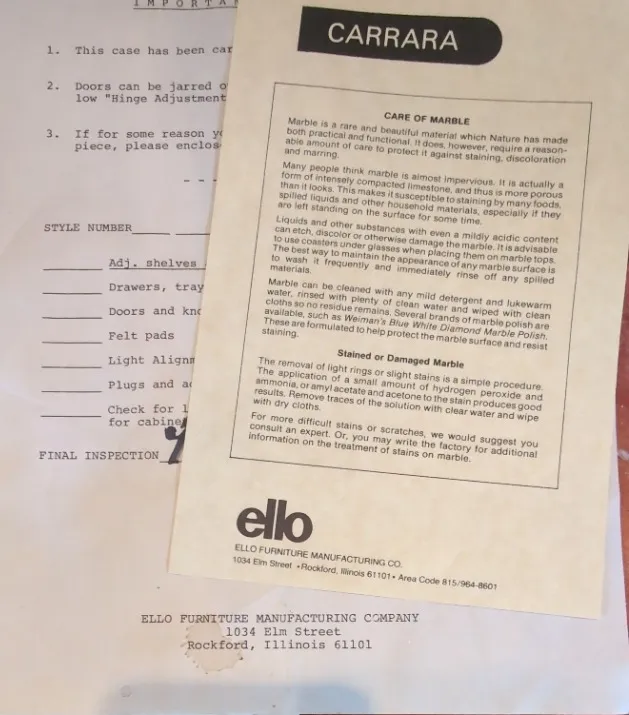 I M P O R T A
1. This case has been car
2. Doors can be jarred o
low "Hinge Adjustment
3. If for some reason y
piece, please enclos
- - -
STYLE NUMBER
Adj. shelves
Drawers, tray
Doors and kno
Felt pads
Light Alignm
Plugs and a
Check for l
for cabine
FINAL INSPECTION
ELLO FURNITURE MANUFACTURING COMPANY
1034 Elm Street
Rockford, Illinois 61101
CARRARA
CARE OF MARBLE
Marble is a rare and beautiful material which Nature has made
both practical and functional. It does, however, require a reason-
able amount of care to protect it against staining, discoloration
and marring.
Many people think marble is almost impervious. It is actually a
form of intensely compacted limestone, and thus is more porous
than it looks. This makes it susceptible to staining by many foods,
spilled liquids and other household materials, especially if they
are left standing on the surface for some time.
Liquids and other substances with even a mildly acidic content
can etch, discolor or otherwise damage the marble. It is advisable
to use coasters under glasses when placing them on marble tops.
The best way to maintain the appearance of any marble surface is
to wash it frequently and immediately rinse off any spilled
materials.
Marble can be cleaned with any mild detergent and lukewarm
water, rinsed with plenty of clean water and wiped with clean
cloths so no residue remains. Several brands of marble polish are
available, such as Weiman's Blue White Diamond Marble Polish.
These are formulated to help protect the marble surface and resist
staining.
Stained or Damaged Marble
The removal of light rings or slight stains is a simple procedure.
The application of a small amount of hydrogen peroxide and
ammonia, or amyl acetate and acetone to the stain produces good
results. Remove traces of the solution with clear water and wipe
with dry cloths.
For more difficult stains or scratches, we would suggest you
consult an expert. Or, you may write the factory for additional
information on the treatment of stains on marble.
ello
ELLO FURNITURE MANUFACTURING CO.
1034 Elm Street • Rockford, Illinois 61101 • Area Code 815/964-8601